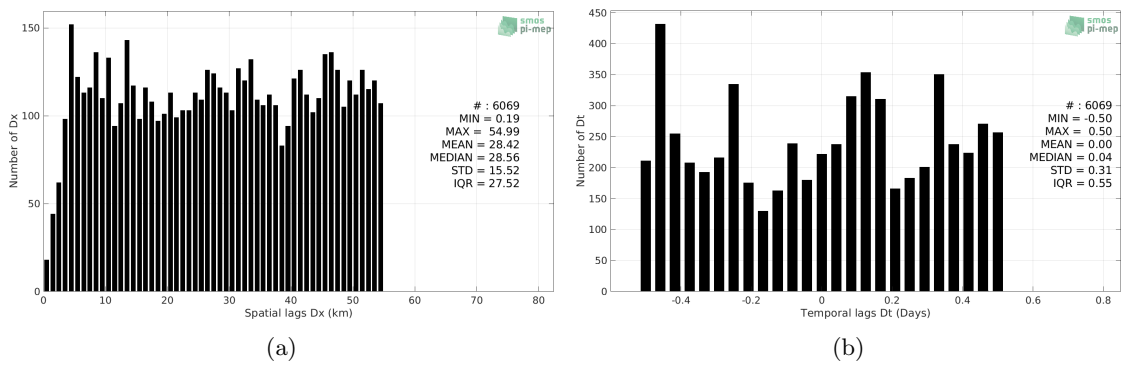 150
100
50
0
0
10
20
30
40
50
60
70
80
Number of Dx
Spatial lags Dx (km)
smos
pi-mep
# : 6069
MIN = 0.19
MAX = 54.99
MEAN = 28.42
MEDIAN = 28.56
STD = 15.52
IQR = 27.52
(a)
450
400
350
300
250
200
150
100
50
0
-0.4
-0.2
0
0.2
0.4
0.6
0.8
Number of Dt
Temporal lags Dt (Days)
smos
pi-mep
# : 6069
MIN = -0.50
MAX = 0.50
MEAN = 0.00
MEDIAN = 0.04
STD = 0.31
IQR = 0.55
(b)